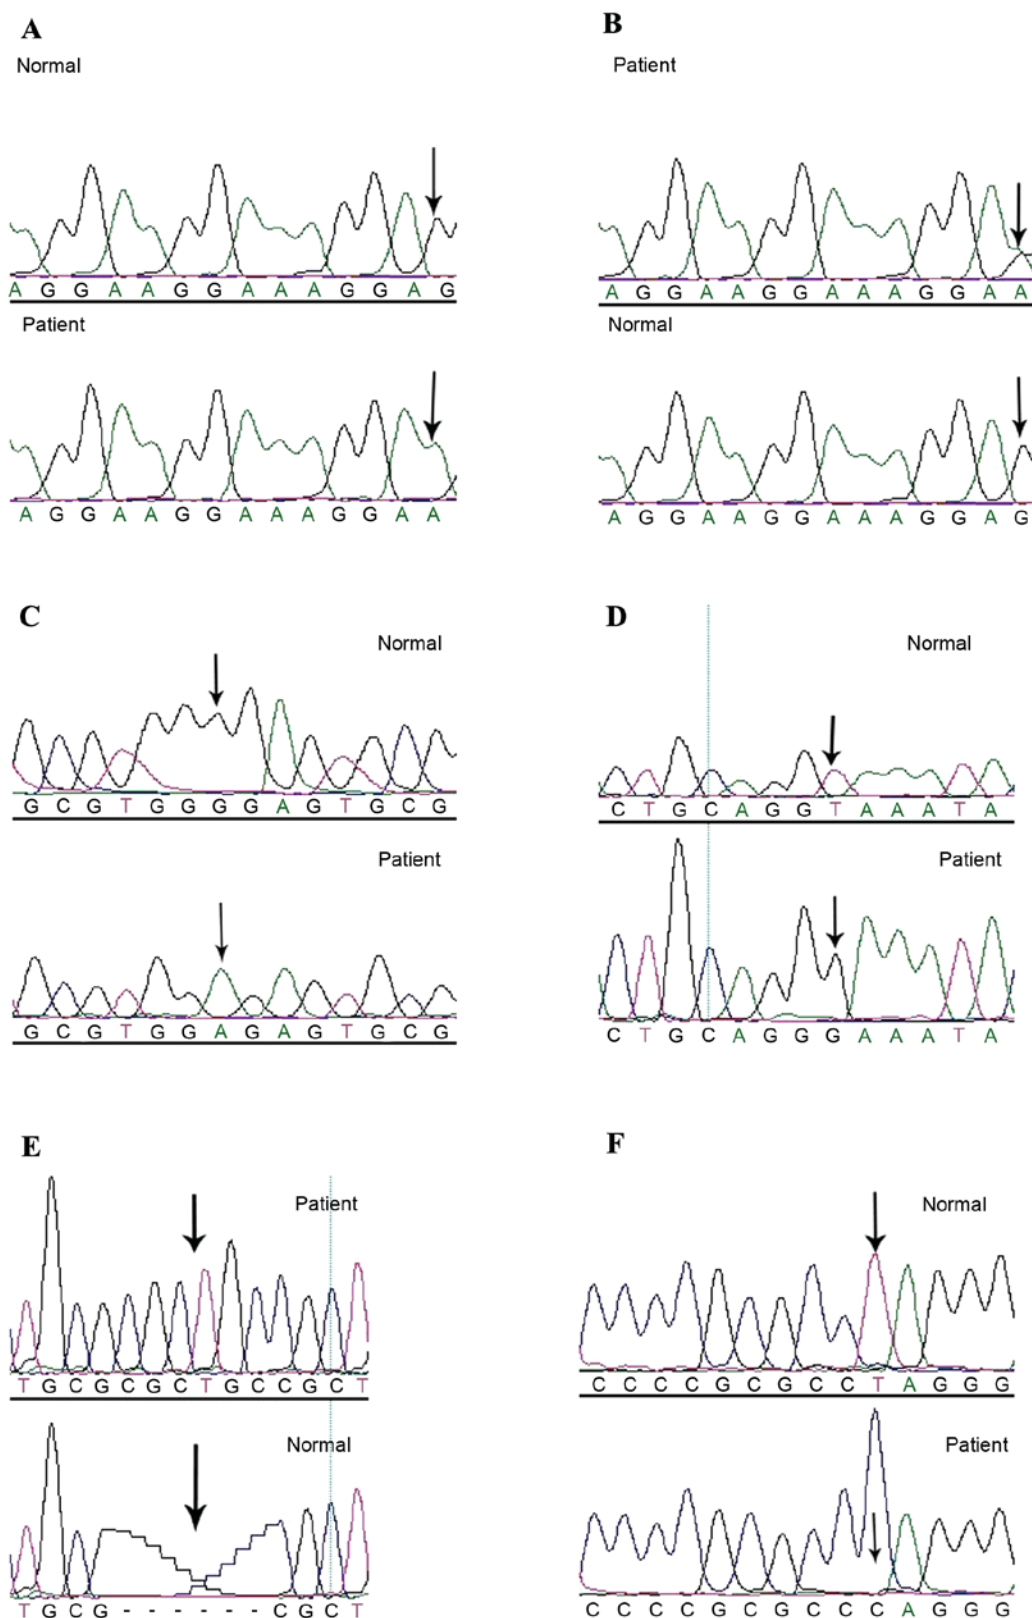 A
Normal
A G G A A G G A A A G G A G
Patient
A G G A A G G A A A G G A A
B
Patient
A G G A A G G A A A G G A A
Normal
A G G A A G G A A A G G A G
C
Normal
G C G T G G G G A G T G C G
Patient
G C G T G G A G A G T G C G
D
Normal
C T G C A G G T A A A T A
Patient
C T G C A G G G A A A T A
E
Patient
T G C G C G C T G C C G C T
Normal
T G C G - - - - - - C G C T
F
Normal
C C C C G C G C C T A G G G
Patient
C C C C G C G C C C A G G G